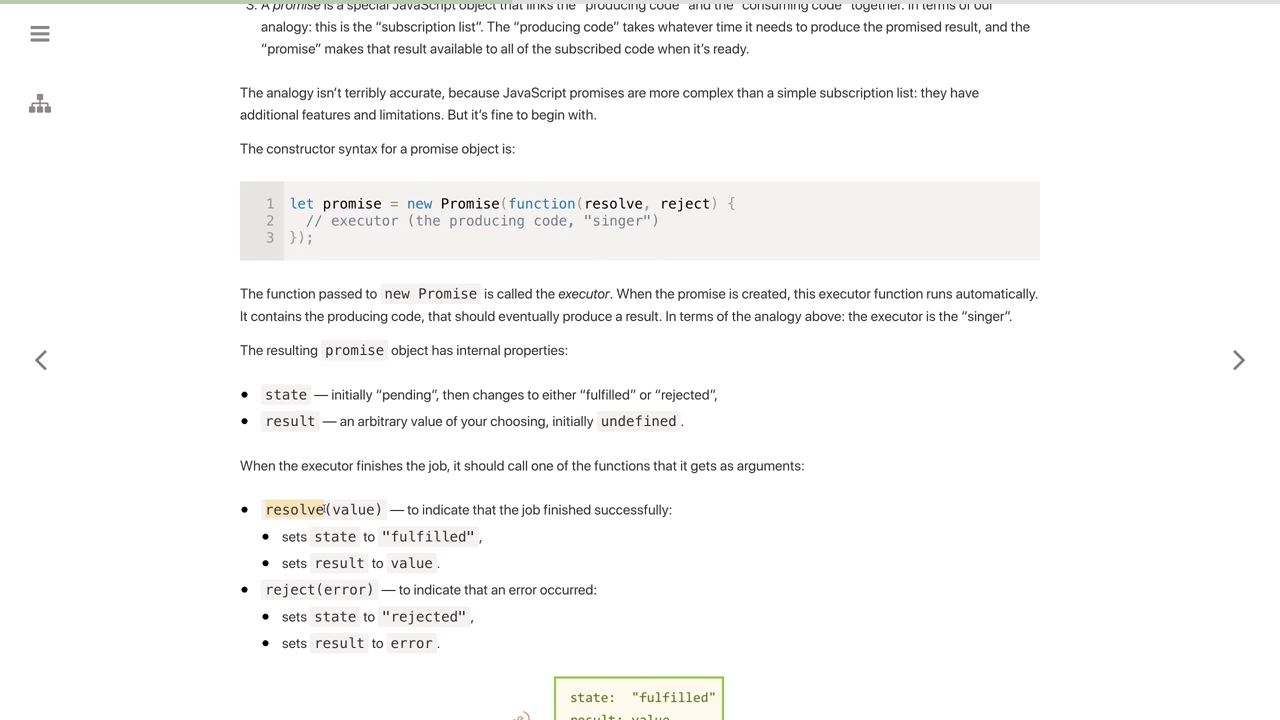 3. A promise is a special JavaScript object that links the “producing code” and the “consuming code” together. In terms of our
analogy: this is the “subscription list”. The “producing code” takes whatever time it needs to produce the promised result, and the
“promise” makes that result available to all of the subscribed code when it’s ready.
The analogy isn’t terribly accurate, because JavaScript promises are more complex than a simple subscription list: they have
additional features and limitations. But it’s fine to begin with.
The constructor syntax for a promise object is:
1 let promise = new Promise(function(resolve, reject) {
2 // executor (the producing code, "singer")
3 });
The function passed to new Promise is called the executor. When the promise is created, this executor function runs automatically.
It contains the producing code, that should eventually produce a result. In terms of the analogy above: the executor is the “singer”.
The resulting promise object has internal properties:
● state — initially “pending”, then changes to either “fulfilled” or “rejected”,
● result — an arbitrary value of your choosing, initially undefined.
When the executor finishes the job, it should call one of the functions that it gets as arguments:
● resolve(value) — to indicate that the job finished successfully:
● sets state to "fulfilled",
● sets result to value.
● reject(error) — to indicate that an error occurred:
● sets state to "rejected",
● sets result to error.
state: "fulfilled"
result: value